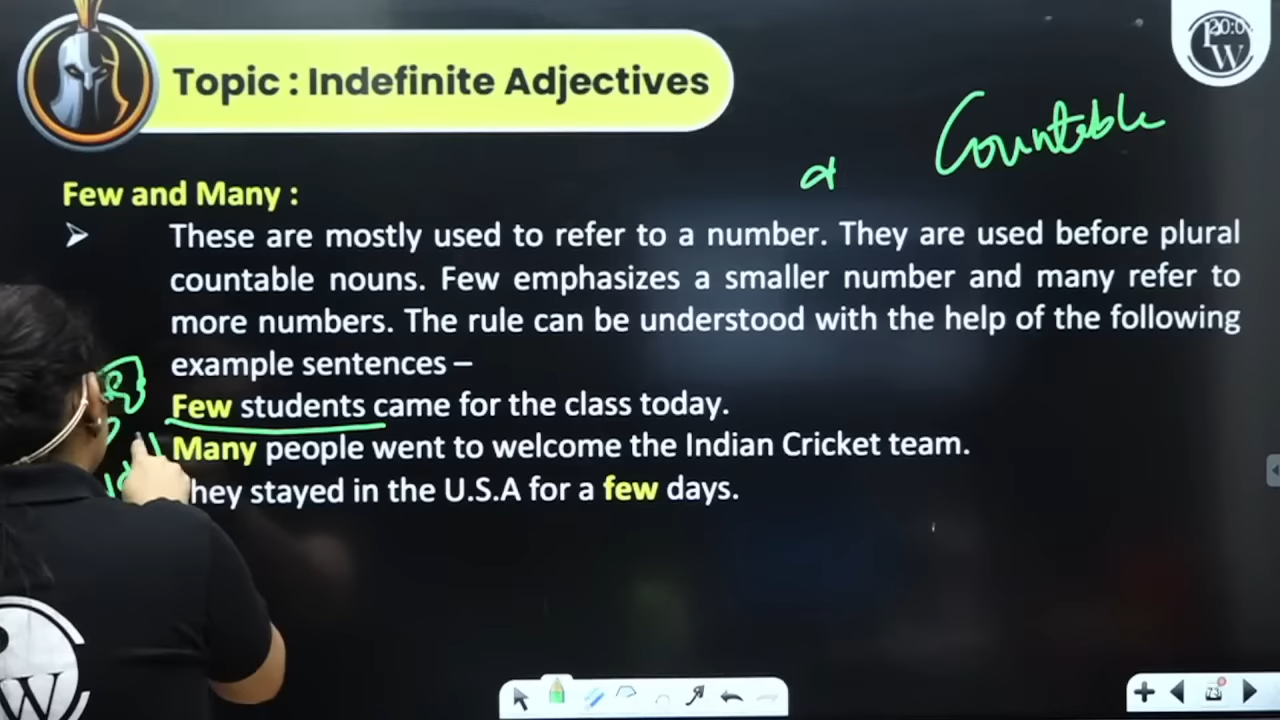 Topic : Indefinite Adjectives
Countable
Few and Many :
➤ These are mostly used to refer to a number. They are used before plural
countable nouns. Few emphasizes a smaller number and many refer to
more numbers. The rule can be understood with the help of the following
example sentences –
Few students came for the class today.
Many people went to welcome the Indian Cricket team.
hey stayed in the U.S.A for a few days.
PW
W